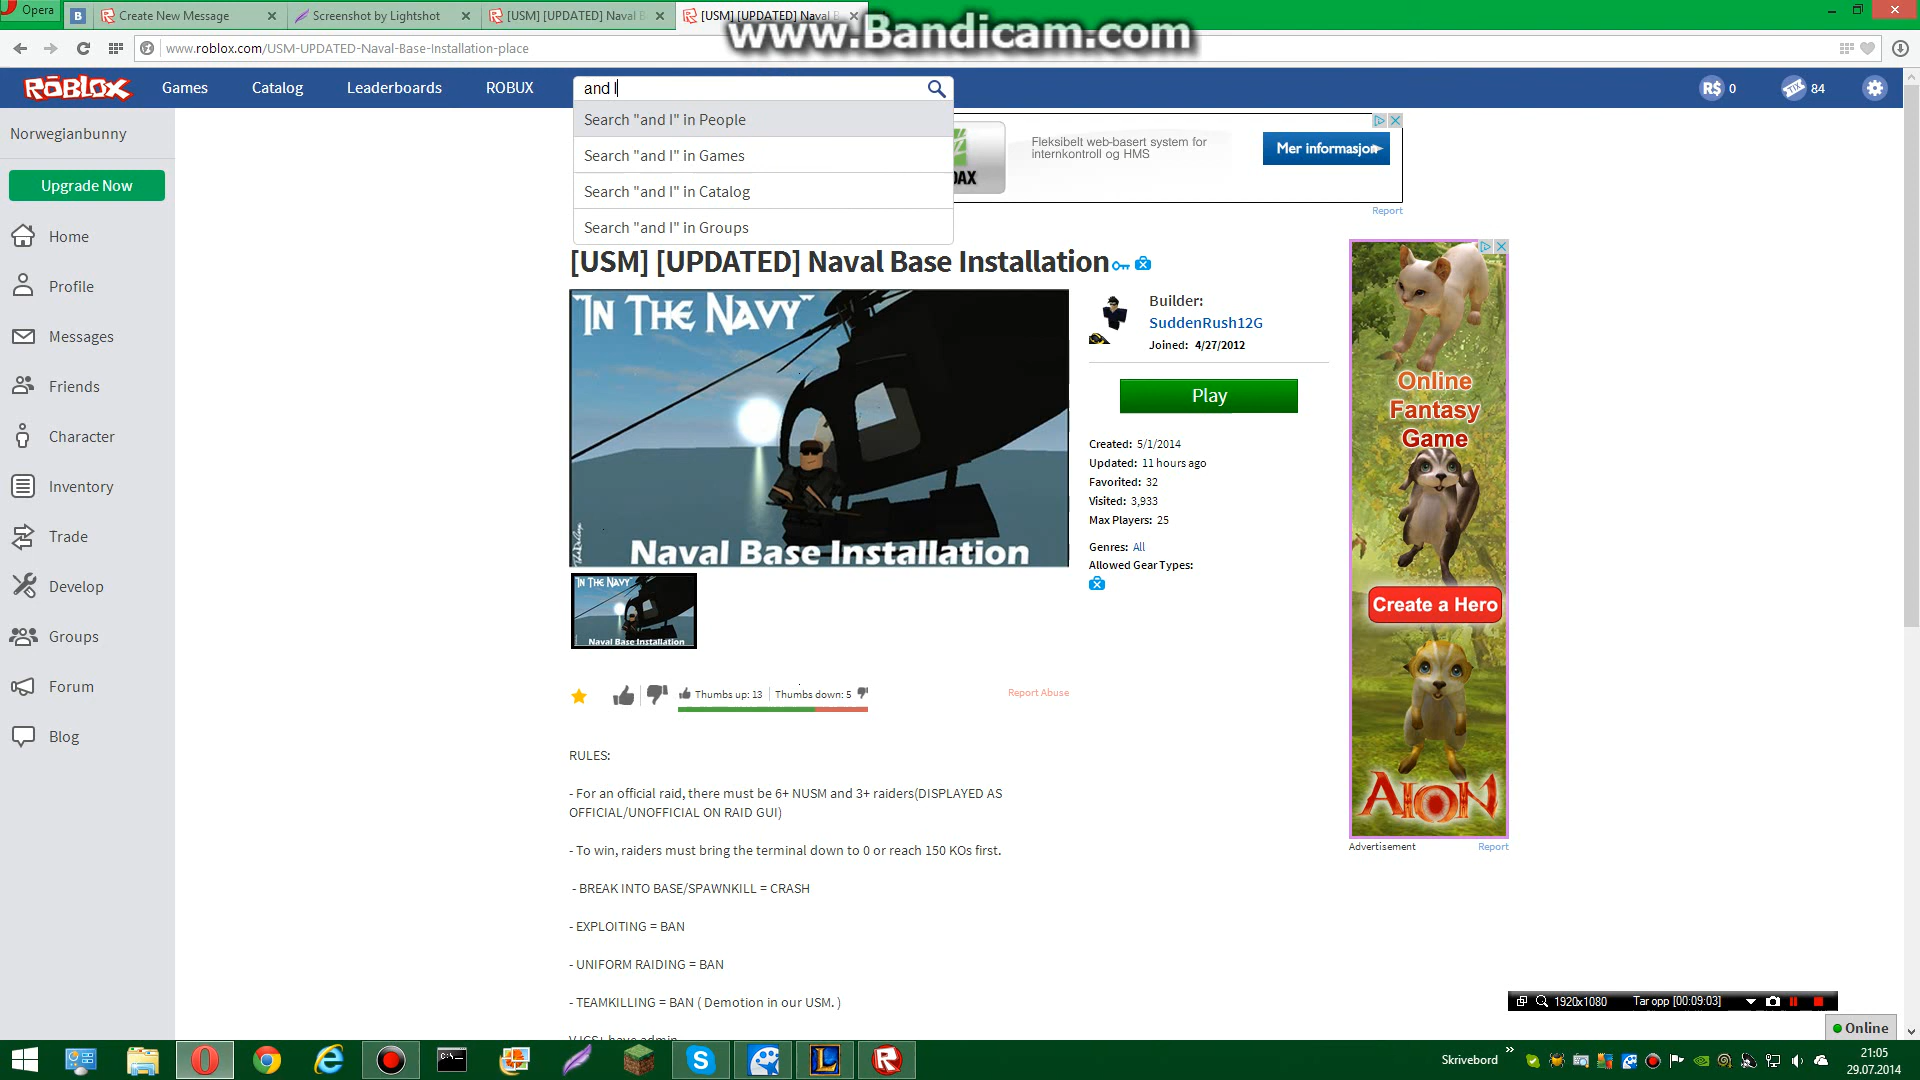 Opera
B
Create New Message
Screenshot by Lightshot
[USM] [UPDATED] Naval B
[USM] [UPDATED] Naval B
www.Bandicam.com
www.roblox.com/USM-UPDATED-Naval-Base-Installation-place
ROBLOX
Games
Catalog
Leaderboards
ROBUX
and I
R$ 0
TIX 84
Search "and I" in People
Search "and I" in Games
Search "and I" in Catalog
Search "and I" in Groups
Fleksibelt web-basert system for
internkontroll og HMS
Mer informasjon
Report
Norwegianbunny
Upgrade Now
Home
Profile
Messages
Friends
Character
Inventory
Trade
Develop
Groups
Forum
Blog
[USM] [UPDATED] Naval Base Installation
"In The Navy"
Naval Base Installation
Builder:
SuddenRush12G
Joined: 4/27/2012
Play
Created: 5/1/2014
Updated: 11 hours ago
Favorited: 32
Visited: 3,933
Max Players: 25
Genres: All
Allowed Gear Types:
"In The Navy"
Naval Base Installation
Thumbs up: 13
Thumbs down: 5
Report Abuse
Online
Fantasy
Game
Create a Hero
AION
Advertisement
Report
RULES:
- For an official raid, there must be 6+ NUSM and 3+ raiders(DISPLAYED AS
OFFICIAL/UNOFFICIAL ON RAID GUI)
- To win, raiders must bring the terminal down to 0 or reach 150 KOs first.
- BREAK INTO BASE/SPAWNKILL = CRASH
- EXPLOITING = BAN
- UNIFORM RAIDING = BAN
- TEAMKILLING = BAN ( Demotion in our USM. )
1920x1080
Tar opp [00:09:03]
Online
Skrivebord
21:05
29.07.2014